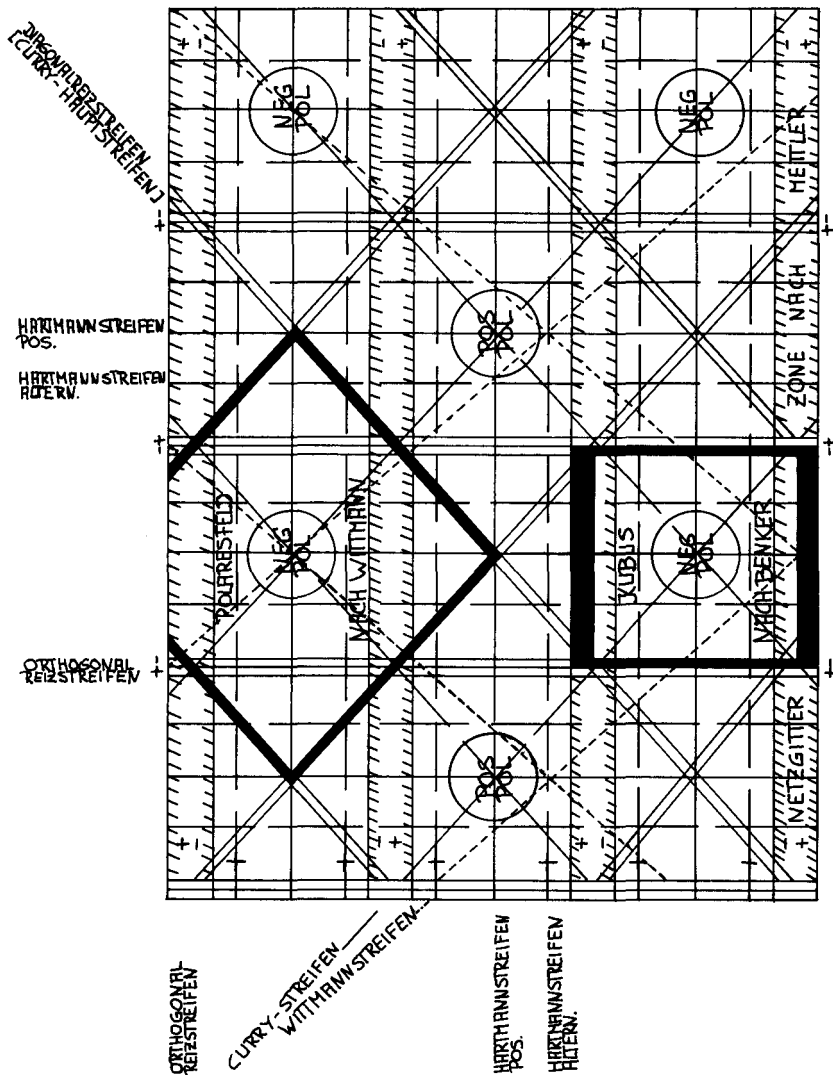 DIAGONALREIZSTREIFEN
[CURRY-HAUPTSTREIFEN]
HARTMANNSTREIFEN
POS.
HARTMANNSTREIFEN
ALTERN.
ORTHOGONAL
REIZSTREIFEN
NEG
POL
NEG
POL
POS
POL
POLARESFELD
NEG
POL
NACH WITTMANN
KUBUS
NEG
POL
NACH BENKER
POS
POL
NETZGITTER
ZONE NACH METTLER
ORTHOGONAL
REIZSTREIFEN
CURRY-STREIFEN
WITTMANNSTREIFEN
HARTMANNSTREIFEN
POS.
HARTMANNSTREIFEN
ALTERN.